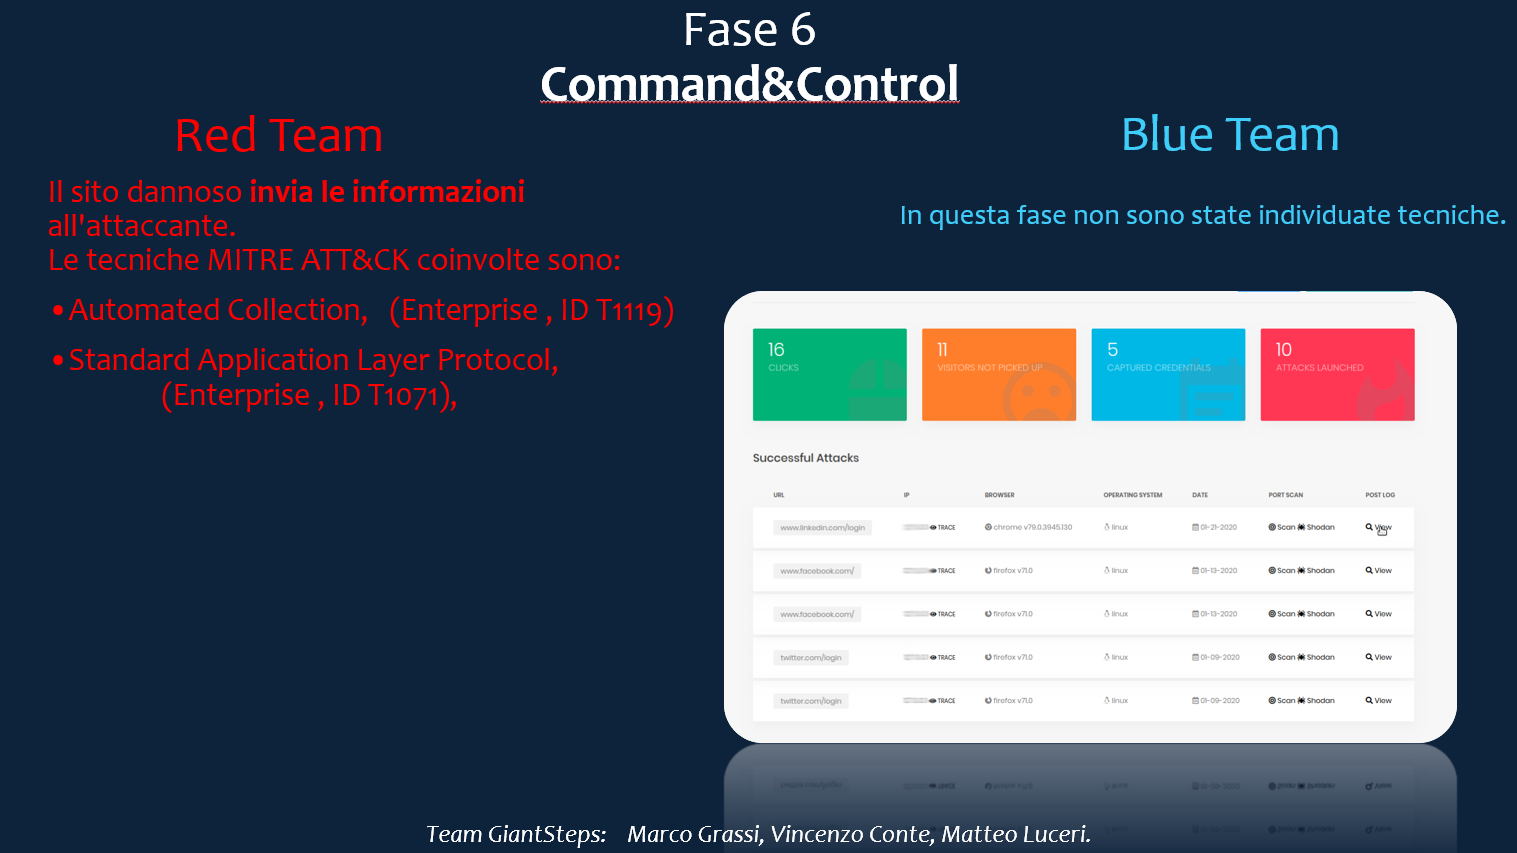 Fase 6
Command&Control
Red Team
Il sito dannoso invia le informazioni
all'attaccante.
Le tecniche MITRE ATT&CK coinvolte sono:
•Automated Collection, (Enterprise , ID T1119)
•Standard Application Layer Protocol,
(Enterprise , ID T1071),
Blue Team
In questa fase non sono state individuate tecniche.
16 11 5 10
CLICKS VISITORS NOT PICKED UP CAPTURED CREDENTIALS ATTACKS LAUNCHED
Successful Attacks
URL IP BROWSER OPERATING SYSTEM DATE PORT SCAN POST LOG
www.linkedin.com/login TRACE chrome v79.0.3945.130 linux 01-21-2020 Scan Shodan View
www.facebook.com/ TRACE firefox v71.0 linux 01-13-2020 Scan Shodan View
www.facebook.com/ TRACE firefox v71.0 linux 01-13-2020 Scan Shodan View
twitter.com/login TRACE firefox v71.0 linux 01-09-2020 Scan Shodan View
twitter.com/login TRACE firefox v71.0 linux 01-09-2020 Scan Shodan View
Team GiantSteps: Marco Grassi, Vincenzo Conte, Matteo Luceri.